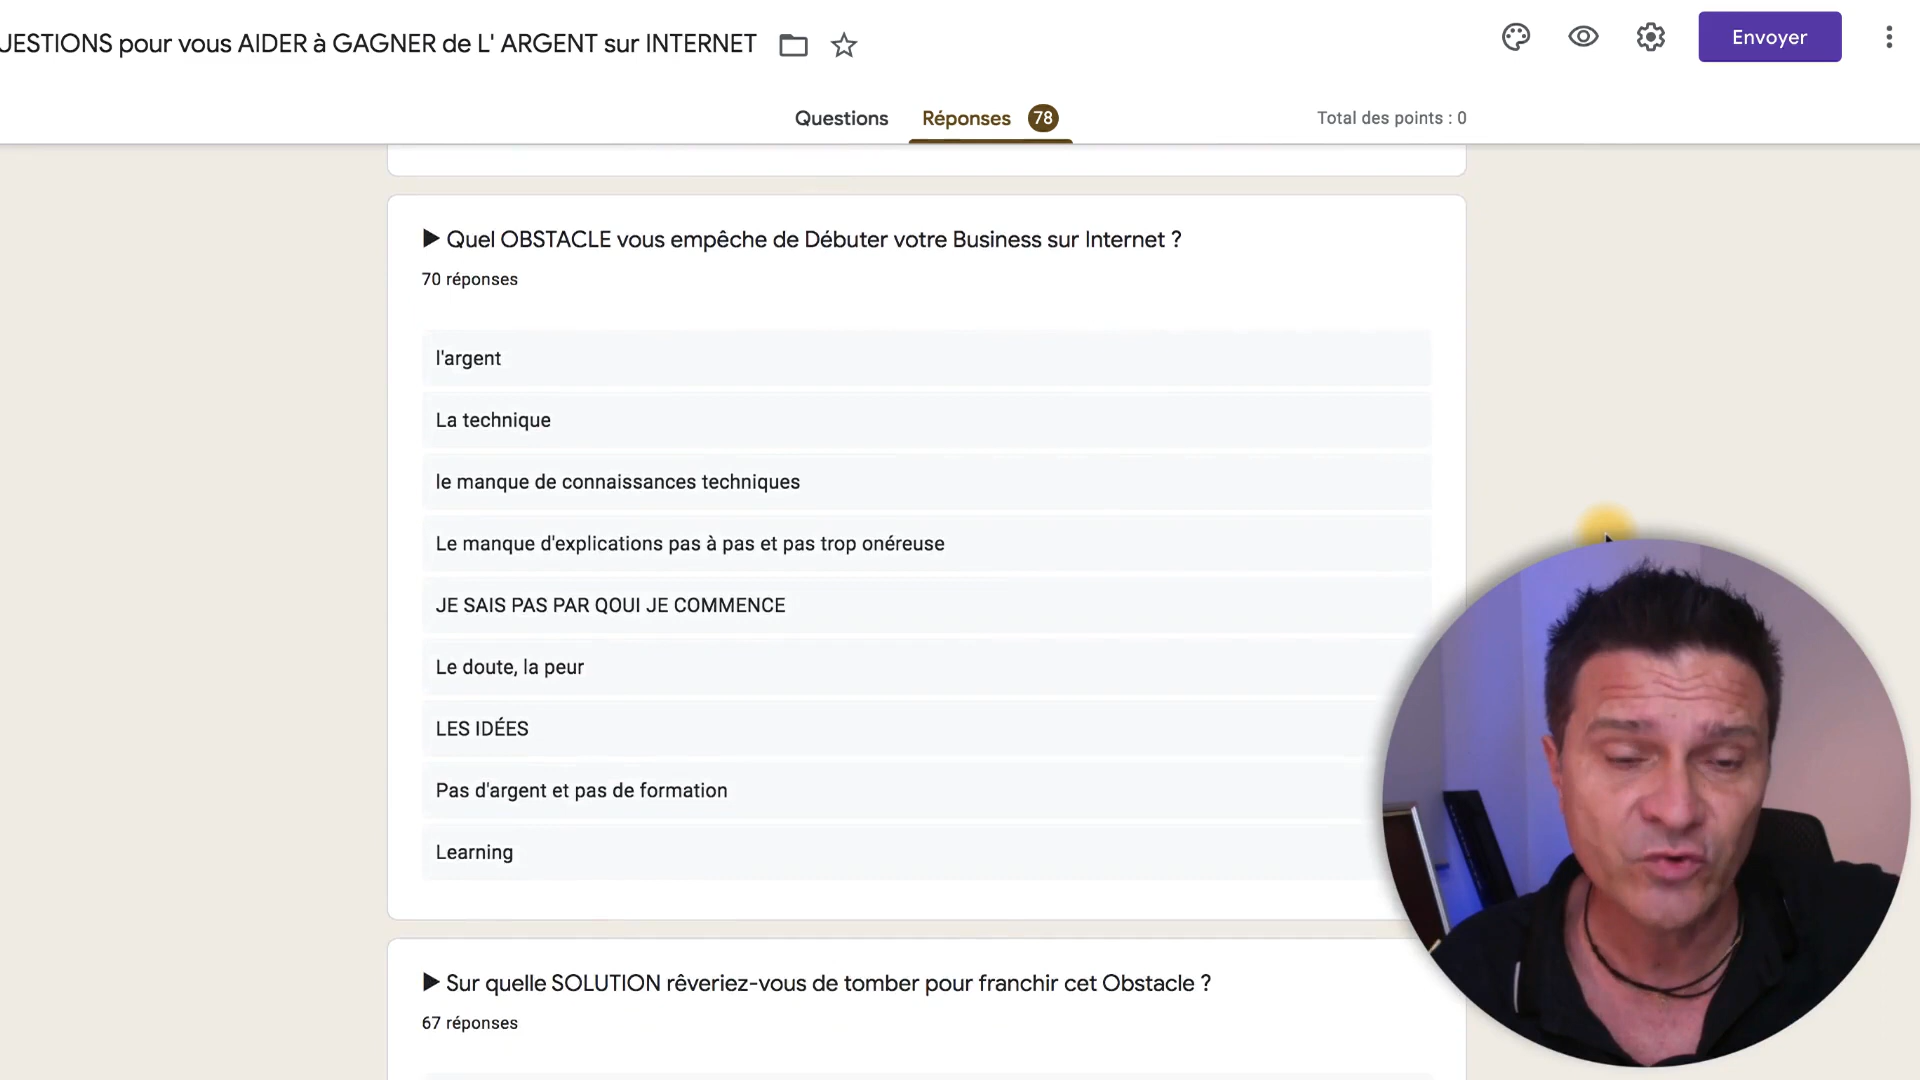 UESTIONS pour vous AIDER à GAGNER de L' ARGENT sur INTERNET
Envoyer
Questions
Réponses 78
Total des points : 0
▶ Quel OBSTACLE vous empêche de Débuter votre Business sur Internet ?
70 réponses
l'argent
La technique
le manque de connaissances techniques
Le manque d'explications pas à pas et pas trop onéreuse
JE SAIS PAS PAR QOUI JE COMMENCE
Le doute, la peur
LES IDÉES
Pas d'argent et pas de formation
Learning
▶ Sur quelle SOLUTION rêveriez-vous de tomber pour franchir cet Obstacle ?
67 réponses